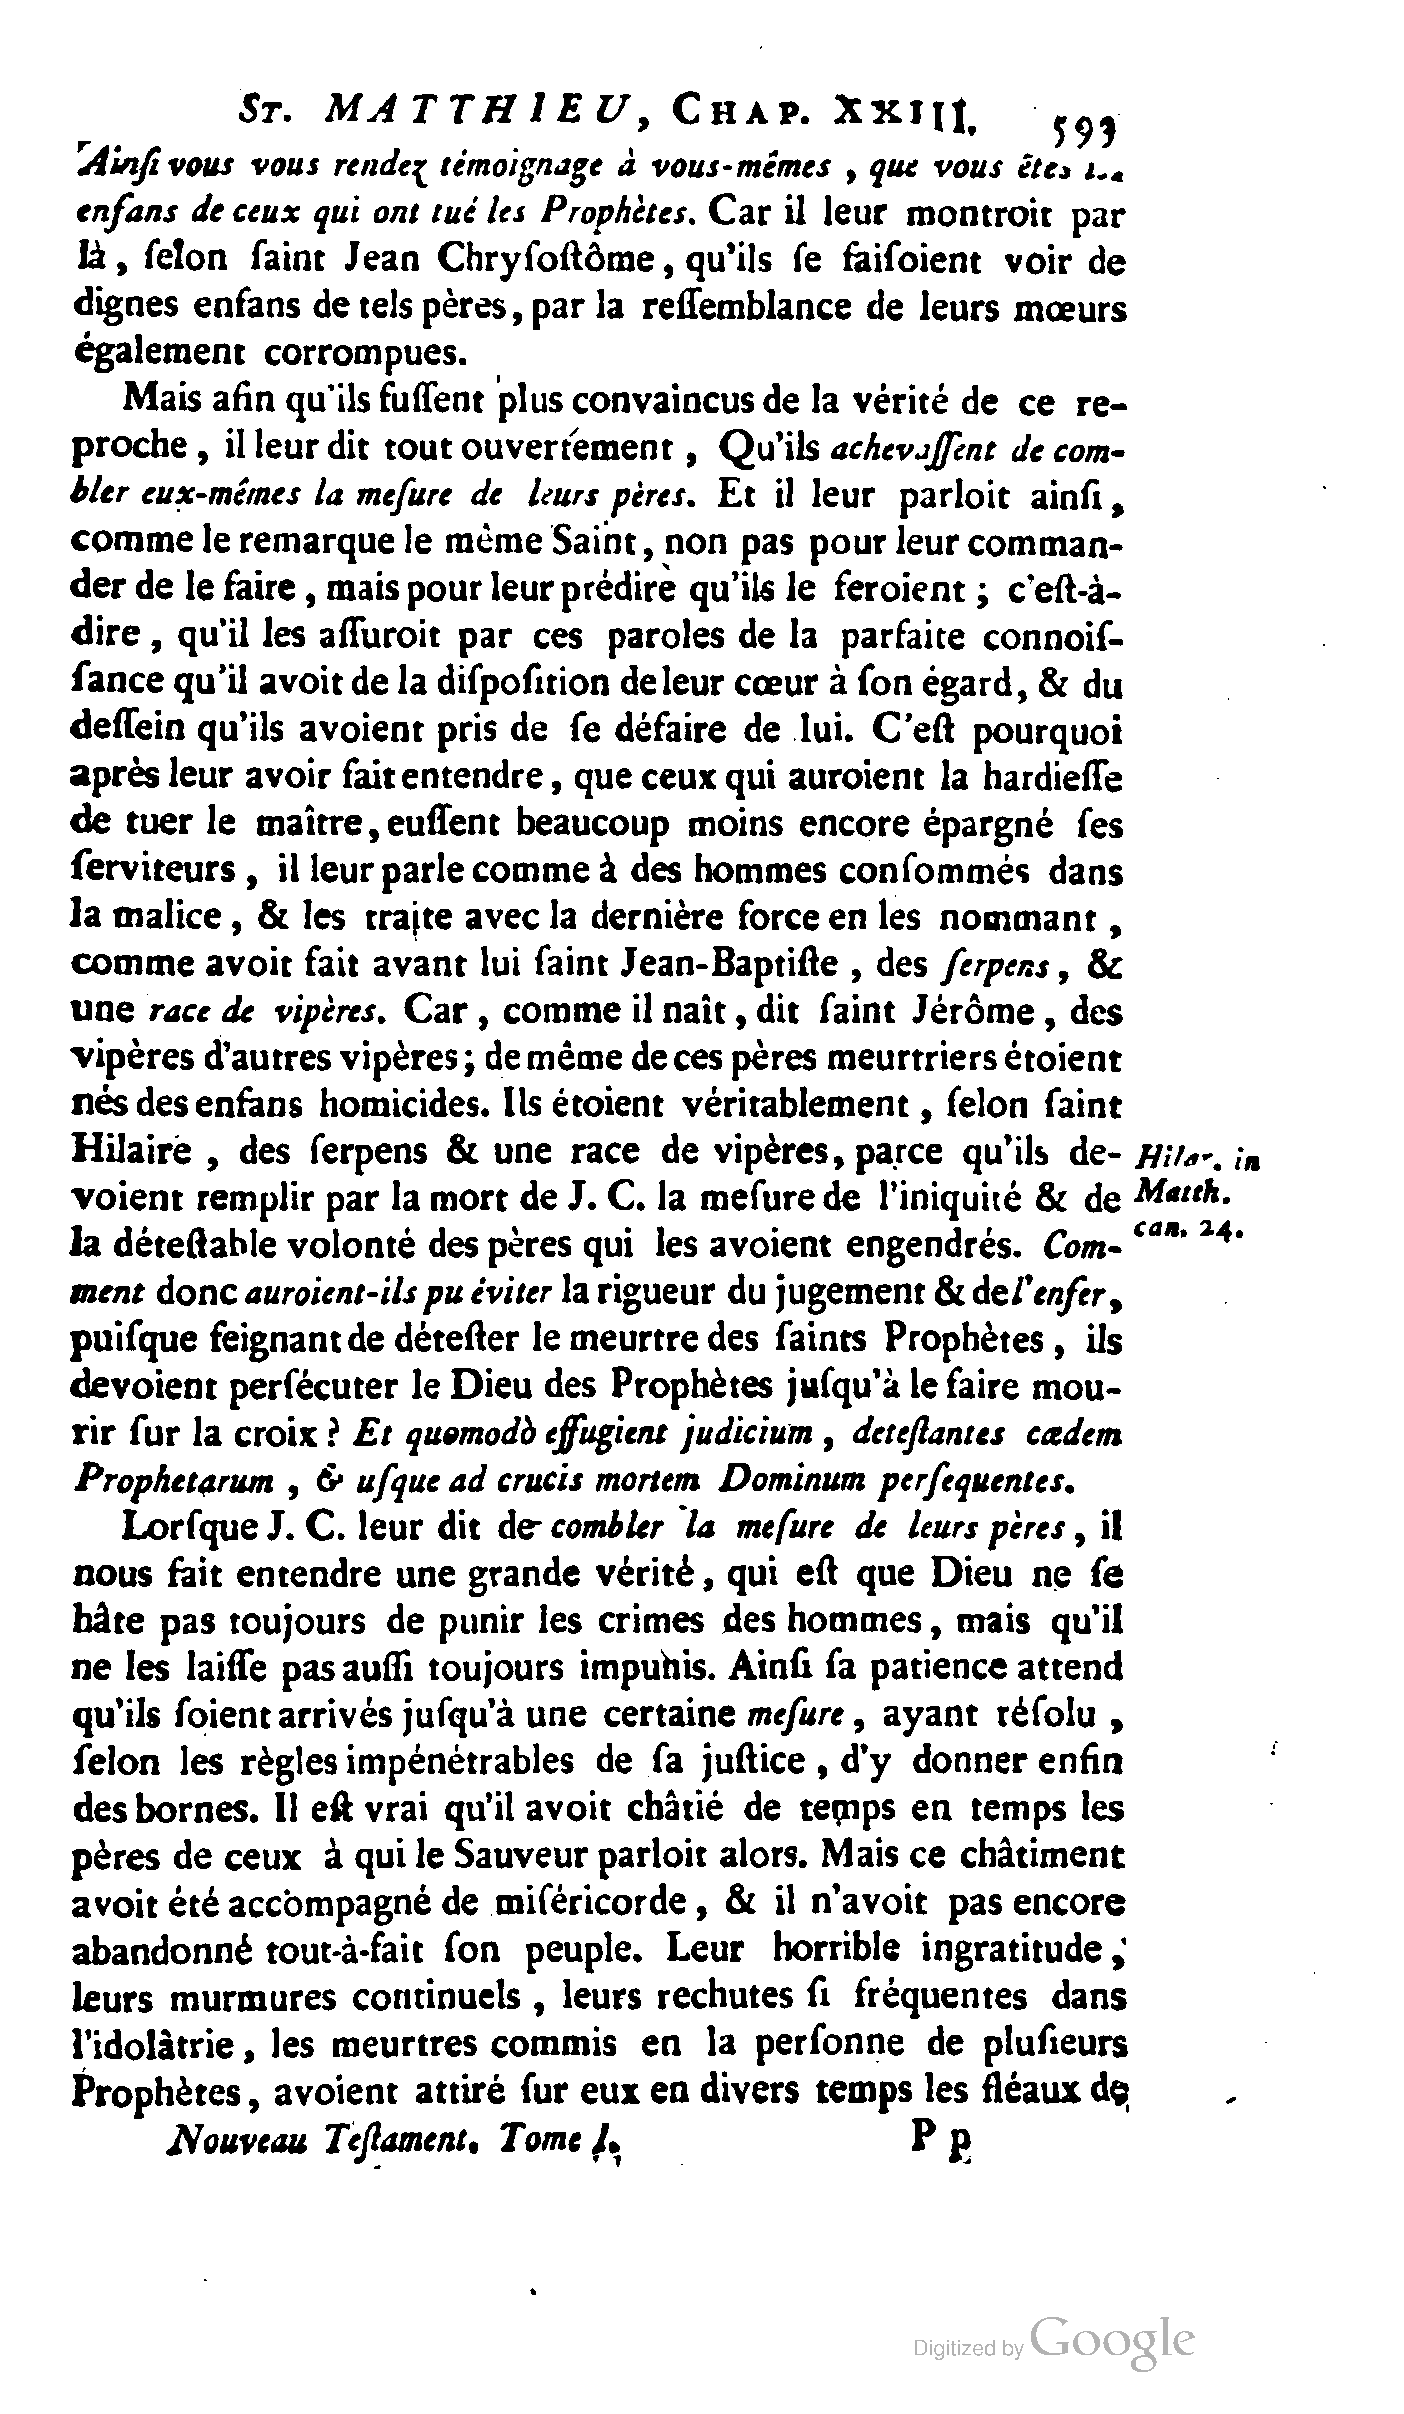 ST. MATTHIEU, CHAP. XXIII. 593
Ainſi vous vous rendez témoignage à vous-mêmes, que vous êtes
enfans de ceux qui ont tué les Prophètes. Car il leur montroit par
là, ſelon ſaint Jean Chryſoſtôme, qu'ils ſe faiſoient voir de
dignes enfans de tels pères, par la reſſemblance de leurs mœurs
également corrompues.
Mais afin qu'ils fuſſent plus convaincus de la vérité de ce re-
proche, il leur dit tout ouvertement, Qu'ils achevaſſent de com-
bler eux-mêmes la meſure de leurs pères. Et il leur parloit ainſi,
comme le remarque le même Saint, non pas pour leur comman-
der de le faire, mais pour leur prédire qu'ils le feroient; c'eſt-à-
dire, qu'il les aſſuroit par ces paroles de la parfaite connoiſ-
ſance qu'il avoit de la diſpoſition de leur cœur à ſon égard, & du
deſſein qu'ils avoient pris de ſe défaire de lui. C'eſt pourquoi
après leur avoir fait entendre, que ceux qui auroient la hardieſſe
de tuer le maître, euſſent beaucoup moins encore épargné ſes
ſerviteurs, il leur parle comme à des hommes conſommés dans
la malice, & les traite avec la dernière force en les nommant,
comme avoit fait avant lui ſaint Jean-Baptiſte, des ſerpens, &
une race de vipères. Car, comme il naît, dit ſaint Jérôme, des
vipères d'autres vipères; de même de ces pères meurtriers étoient
nés des enfans homicides. Ils étoient véritablement, ſelon ſaint
Hilaire, des ſerpens & une race de vipères, parce qu'ils de-
voient remplir par la mort de J. C. la meſure de l'iniquité & de
la déteſtable volonté des pères qui les avoient engendrés. Com-
ment donc auroient-ils pu éviter la rigueur du jugement & de l'enfer,
puiſque feignant de déteſter le meurtre des ſaints Prophètes, ils
devoient perſécuter le Dieu des Prophètes juſqu'à le faire mou-
rir ſur la croix? Et quomodò effugient judicium, deteſtantes cædem
Prophetarum, & uſque ad crucis mortem Dominum perſequentes.
Hilar. in
Matth.
can. 24.
Lorſque J. C. leur dit de combler la meſure de leurs pères, il
nous fait entendre une grande vérité, qui eſt que Dieu ne ſe
hâte pas toujours de punir les crimes des hommes, mais qu'il
ne les laiſſe pas auſſi toujours impunis. Ainſi ſa patience attend
qu'ils ſoient arrivés juſqu'à une certaine meſure, ayant réſolu,
ſelon les règles impénétrables de ſa juſtice, d'y donner enfin
des bornes. Il eſt vrai qu'il avoit châtié de temps en temps les
pères de ceux à qui le Sauveur parloit alors. Mais ce châtiment
avoit été accompagné de miſéricorde, & il n'avoit pas encore
abandonné tout-à-fait ſon peuple. Leur horrible ingratitude,
leurs murmures continuels, leurs rechutes ſi fréquentes dans
l'idolâtrie, les meurtres commis en la perſonne de pluſieurs
Prophètes, avoient attiré ſur eux en divers temps les fléaux de
Nouveau Teſtament. Tome I. P p
Digitized by Google